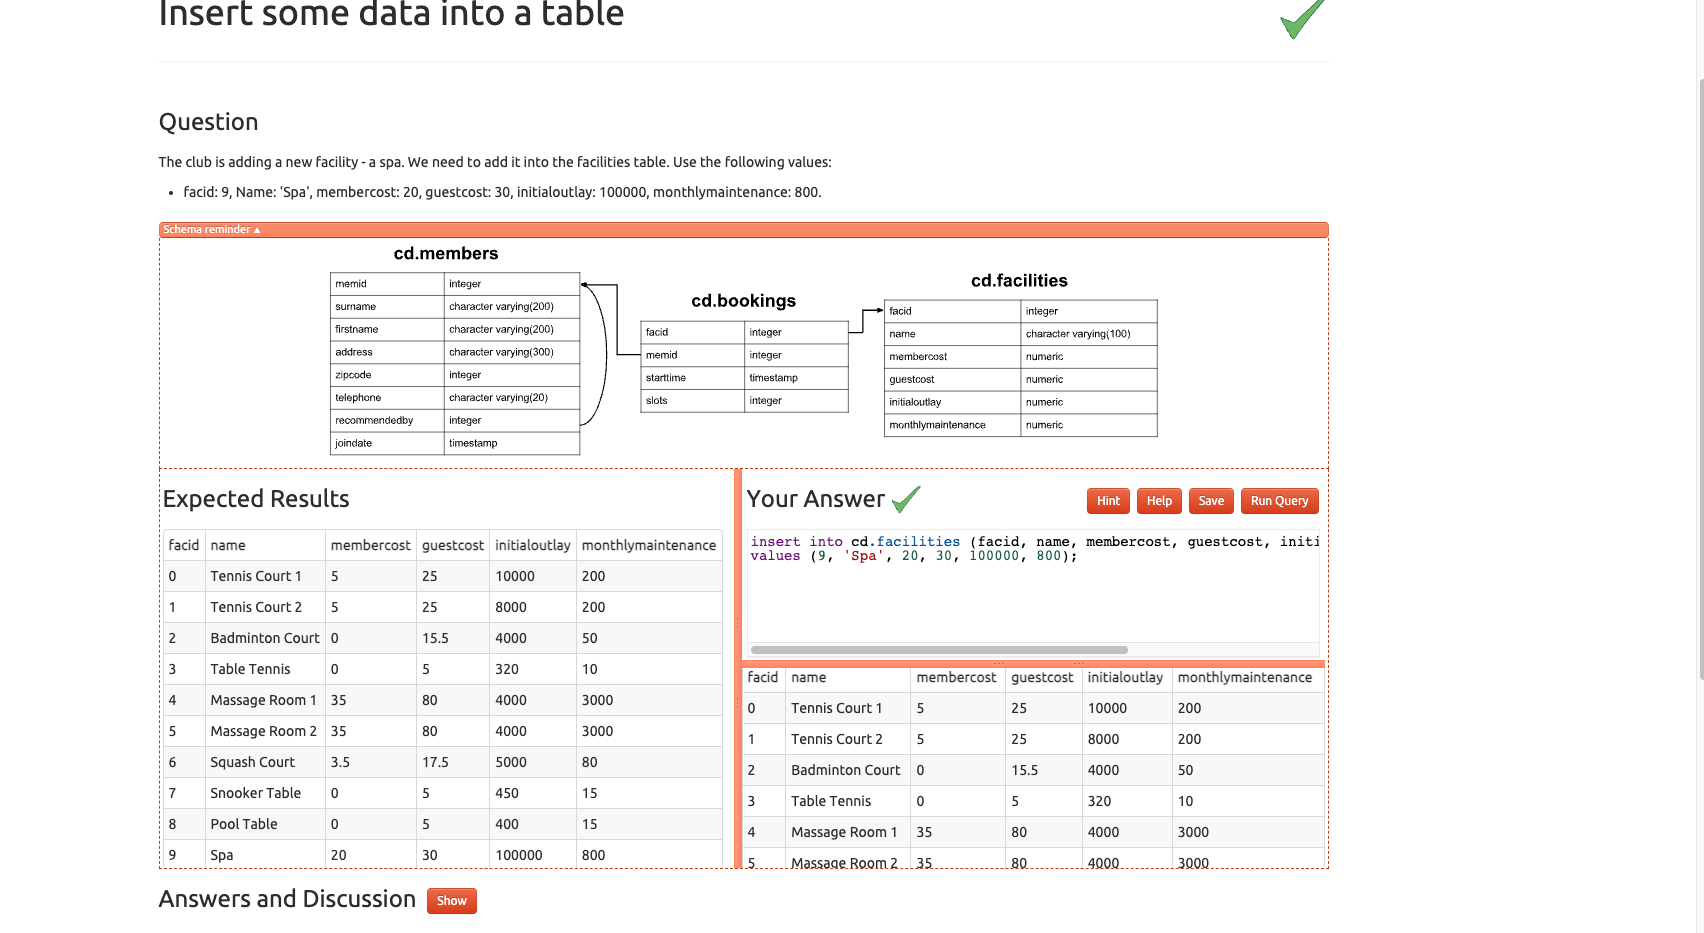 Insert some data into a table
Question
The club is adding a new facility - a spa. We need to add it into the facilities table. Use the following values:
• facid: 9, Name: 'Spa', membercost: 20, guestcost: 30, initialoutlay: 100000, monthlymaintenance: 800.
Schema reminder ▲
cd.members
memid integer
surname character varying(200)
firstname character varying(200)
address character varying(300)
zipcode integer
telephone character varying(20)
recommendedby integer
joindate timestamp
cd.bookings
facid integer
memid integer
starttime timestamp
slots integer
cd.facilities
facid integer
name character varying(100)
membercost numeric
guestcost numeric
initialoutlay numeric
monthlymaintenance numeric
Expected Results
facid name membercost guestcost initialoutlay monthlymaintenance
0 Tennis Court 1 5 25 10000 200
1 Tennis Court 2 5 25 8000 200
2 Badminton Court 0 15.5 4000 50
3 Table Tennis 0 5 320 10
4 Massage Room 1 35 80 4000 3000
5 Massage Room 2 35 80 4000 3000
6 Squash Court 3.5 17.5 5000 80
7 Snooker Table 0 5 450 15
8 Pool Table 0 5 400 15
9 Spa 20 30 100000 800
Your Answer
Hint Help Save Run Query
insert into cd.facilities (facid, name, membercost, guestcost, initi
values (9, 'Spa', 20, 30, 100000, 800);
facid name membercost guestcost initialoutlay monthlymaintenance
0 Tennis Court 1 5 25 10000 200
1 Tennis Court 2 5 25 8000 200
2 Badminton Court 0 15.5 4000 50
3 Table Tennis 0 5 320 10
4 Massage Room 1 35 80 4000 3000
5 Massage Room 2 35 80 4000 3000
Answers and Discussion Show